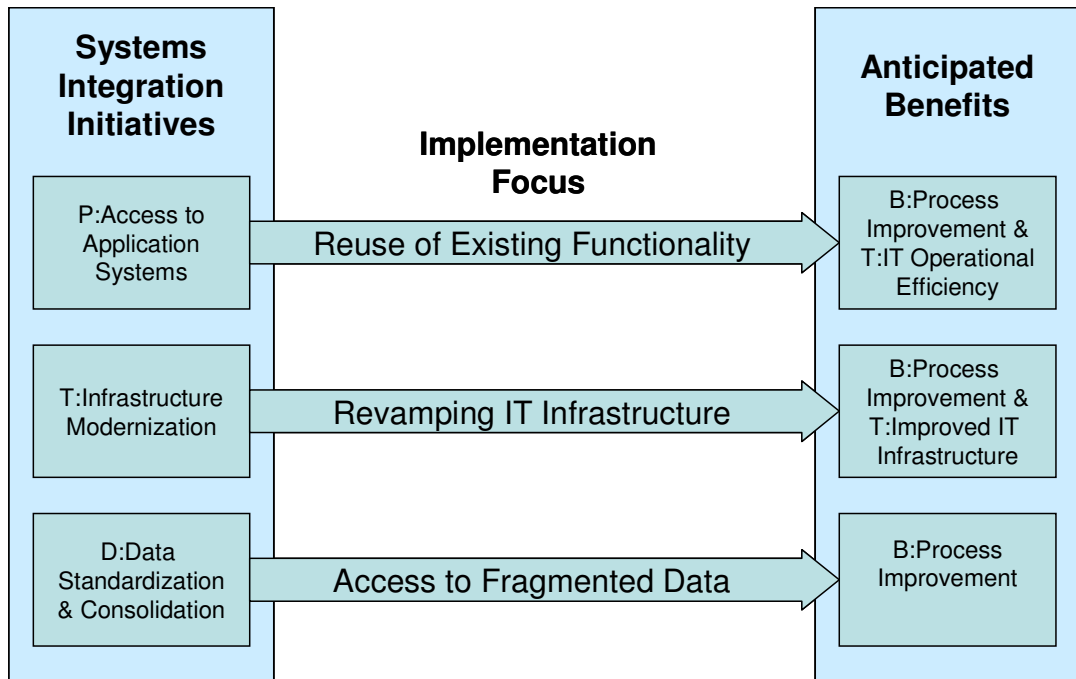 Systems
Integration
Initiatives
Implementation
Focus
Anticipated
Benefits
P:Access to
Application
Systems
Reuse of Existing Functionality
B:Process
Improvement &
T:IT Operational
Efficiency
T:Infrastructure
Modernization
Revamping IT Infrastructure
B:Process
Improvement &
T:Improved IT
Infrastructure
D:Data
Standardization
& Consolidation
Access to Fragmented Data
B:Process
Improvement